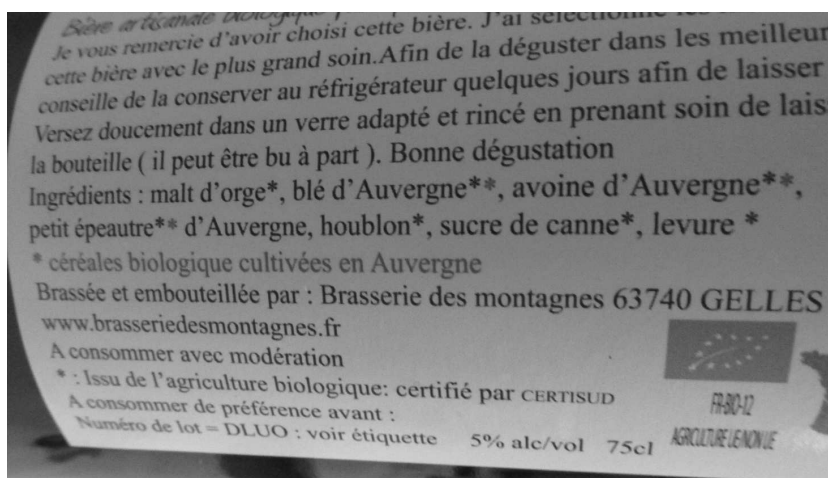 Bière artisanale biologique
Je vous remercie d'avoir choisi cette bière. J'ai sélectionné les
cette bière avec le plus grand soin.Afin de la déguster dans les meilleur
conseille de la conserver au réfrigérateur quelques jours afin de laisser
Versez doucement dans un verre adapté et rincé en prenant soin de lais
la bouteille ( il peut être bu à part ). Bonne dégustation
Ingrédients : malt d'orge*, blé d'Auvergne**, avoine d'Auvergne**,
petit épeautre** d'Auvergne, houblon*, sucre de canne*, levure *
* céréales biologique cultivées en Auvergne
Brassée et embouteillée par : Brasserie des montagnes 63740 GELLES
www.brasseriedesmontagnes.fr
A consommer avec modération
* : Issu de l'agriculture biologique: certifié par CERTISUD
A consommer de préférence avant :
Numéro de lot = DLUO : voir étiquette 5% alc/vol 75cl
FR-BIO-12
AGRICULTURE UE/NON UE